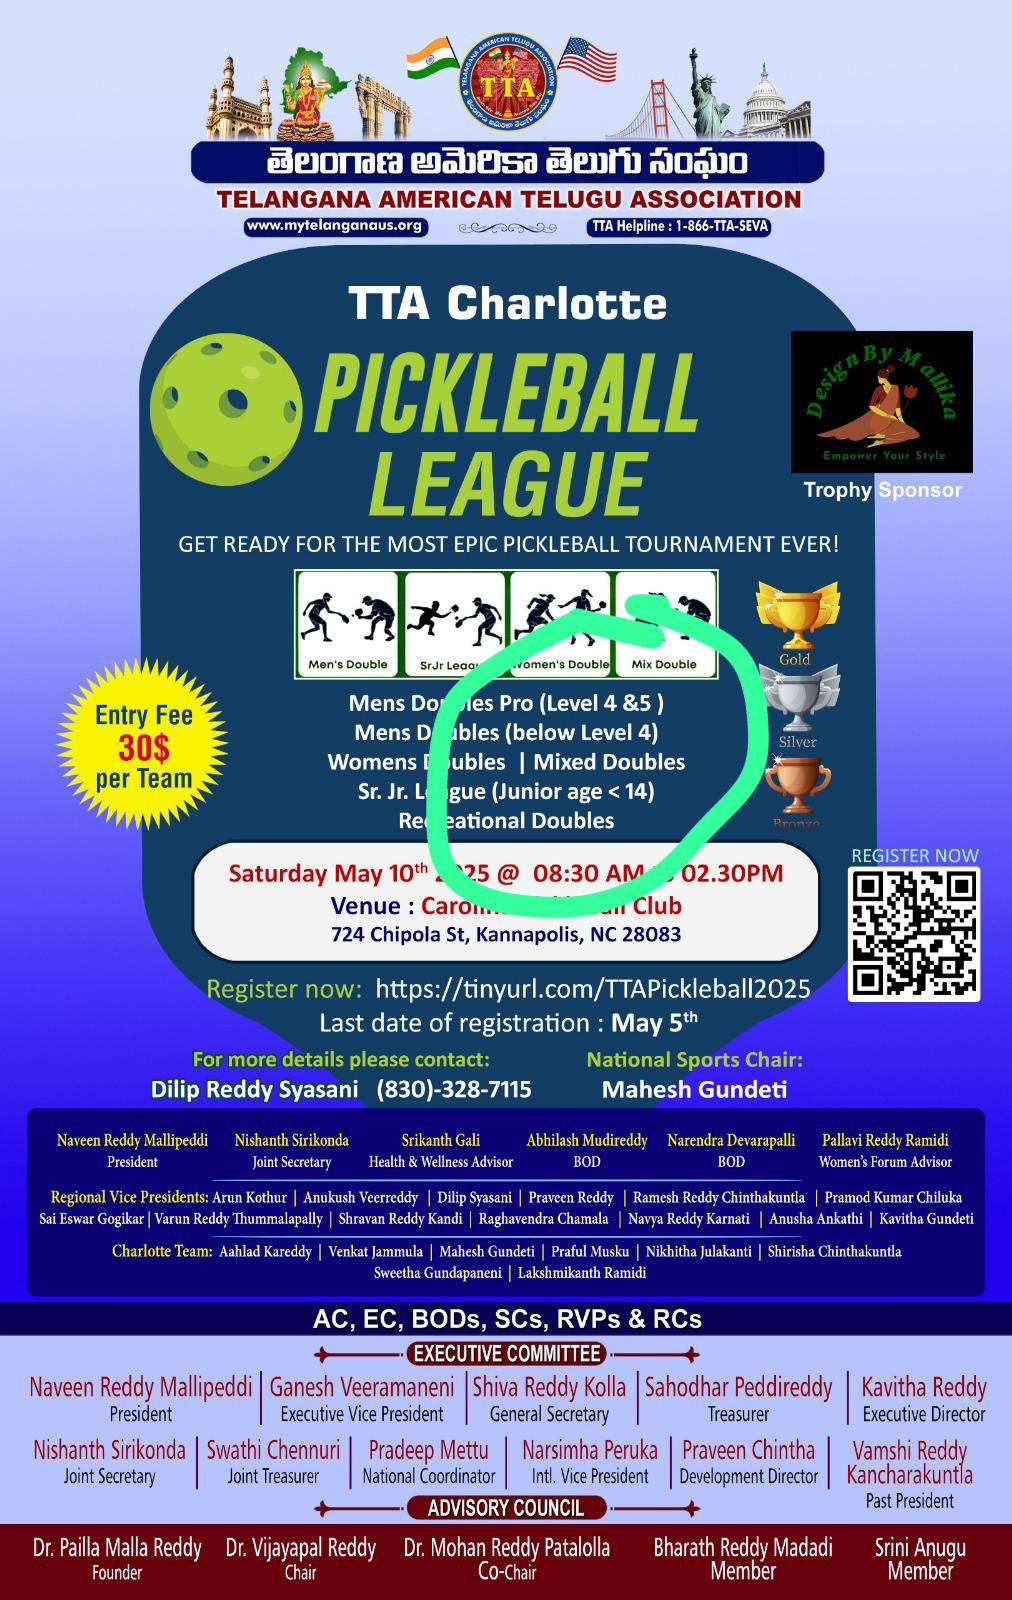 TELANGANA AMERICAN TELUGU ASSOCIATION
TTA
తెలంగాణ అమెరికా తెలుగు సంఘం
తెలంగాణ అమెరికా తెలుగు సంఘం
TELANGANA AMERICAN TELUGU ASSOCIATION
www.mytelanganaus.org TTA Helpline : 1-866-TTA-SEVA
TTA Charlotte
PICKLEBALL
LEAGUE
Design By Mallika
Empower Your Style
Trophy Sponsor
GET READY FOR THE MOST EPIC PICKLEBALL TOURNAMENT EVER!
Men's Double SrJr Women's Double Mix Double
Gold
Silver
Bronze
Entry Fee
30$
per Team
Mens Doubles Pro (Level 4 &5 )
Mens Doubles (below Level 4)
Womens Doubles | Mixed Doubles
Sr. Jr. League (Junior age < 14)
Recreational Doubles
Saturday May 10th 2025 @ 08:30 AM 02.30PM
Venue : Club
724 Chipola St, Kannapolis, NC 28083
REGISTER NOW
Register now: https://tinyurl.com/TTAPickleball2025
Last date of registration : May 5th
For more details please contact:
Dilip Reddy Syasani (830)-328-7115
National Sports Chair:
Mahesh Gundeti
Naveen Reddy Mallipeddi
President
Nishanth Sirikonda
Joint Secretary
Srikanth Gali
Health & Wellness Advisor
Abhilash Mudireddy
BOD
Narendra Devarapalli
BOD
Pallavi Reddy Ramidi
Women's Forum Advisor
Regional Vice Presidents: Arun Kothur | Anukush Veerreddy | Dilip Syasani | Praveen Reddy | Ramesh Reddy Chinthakuntla | Pramod Kumar Chiluka
Sai Eswar Gogikar | Varun Reddy Thummalapally | Shravan Reddy Kandi | Raghavendra Chamala | Navya Reddy Karnati | Anusha Ankathi | Kavitha Gundeti
Charlotte Team: Aahlad Kareddy | Venkat Jammula | Mahesh Gundeti | Praful Musku | Nikhitha Julakanti | Shirisha Chinthakuntla
Sweetha Gundapaneni | Lakshmikanth Ramidi
AC, EC, BODs, SCs, RVPs & RCs
EXECUTIVE COMMITTEE
Naveen Reddy Mallipeddi
President
Ganesh Veeramaneni
Executive Vice President
Shiva Reddy Kolla
General Secretary
Sahodhar Peddireddy
Treasurer
Kavitha Reddy
Executive Director
Nishanth Sirikonda
Joint Secretary
Swathi Chennuri
Joint Treasurer
Pradeep Mettu
National Coordinator
Narsimha Peruka
Intl. Vice President
Praveen Chintha
Development Director
Vamshi Reddy
Kancharakuntla
Past President
ADVISORY COUNCIL
Dr. Pailla Malla Reddy
Founder
Dr. Vijayapal Reddy
Chair
Dr. Mohan Reddy Patalolla
Co-Chair
Bharath Reddy Madadi
Member
Srini Anugu
Member